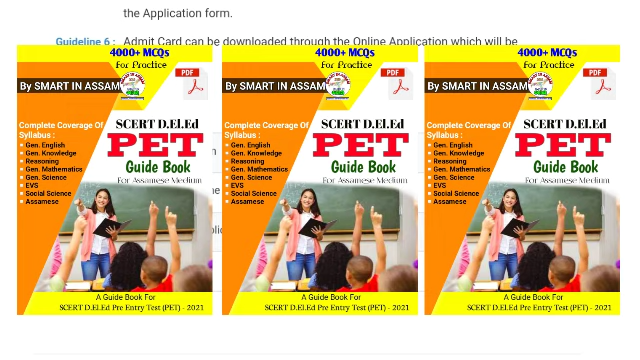 the Application form.
Guideline 6 : Admit Card can be downloaded through the Online Application which will be
4000+ MCQs
For Practice
PDF
By SMART IN ASSAM
SCERT D.El.Ed
PET
Guide Book
For Assamese Medium
Complete Coverage Of
Syllabus :
Gen. English
Gen. Knowledge
Reasoning
Gen. Mathematics
Gen. Science
EVS
Social Science
Assamese
A Guide Book For
SCERT D.El.Ed Pre Entry Test (PET) - 2021
4000+ MCQs
For Practice
PDF
By SMART IN ASSAM
SCERT D.El.Ed
PET
Guide Book
For Assamese Medium
Complete Coverage Of
Syllabus :
Gen. English
Gen. Knowledge
Reasoning
Gen. Mathematics
Gen. Science
EVS
Social Science
Assamese
A Guide Book For
SCERT D.El.Ed Pre Entry Test (PET) - 2021
4000+ MCQs
For Practice
PDF
By SMART IN ASSAM
SCERT D.El.Ed
PET
Guide Book
For Assamese Medium
Complete Coverage Of
Syllabus :
Gen. English
Gen. Knowledge
Reasoning
Gen. Mathematics
Gen. Science
EVS
Social Science
Assamese
A Guide Book For
SCERT D.El.Ed Pre Entry Test (PET) - 2021